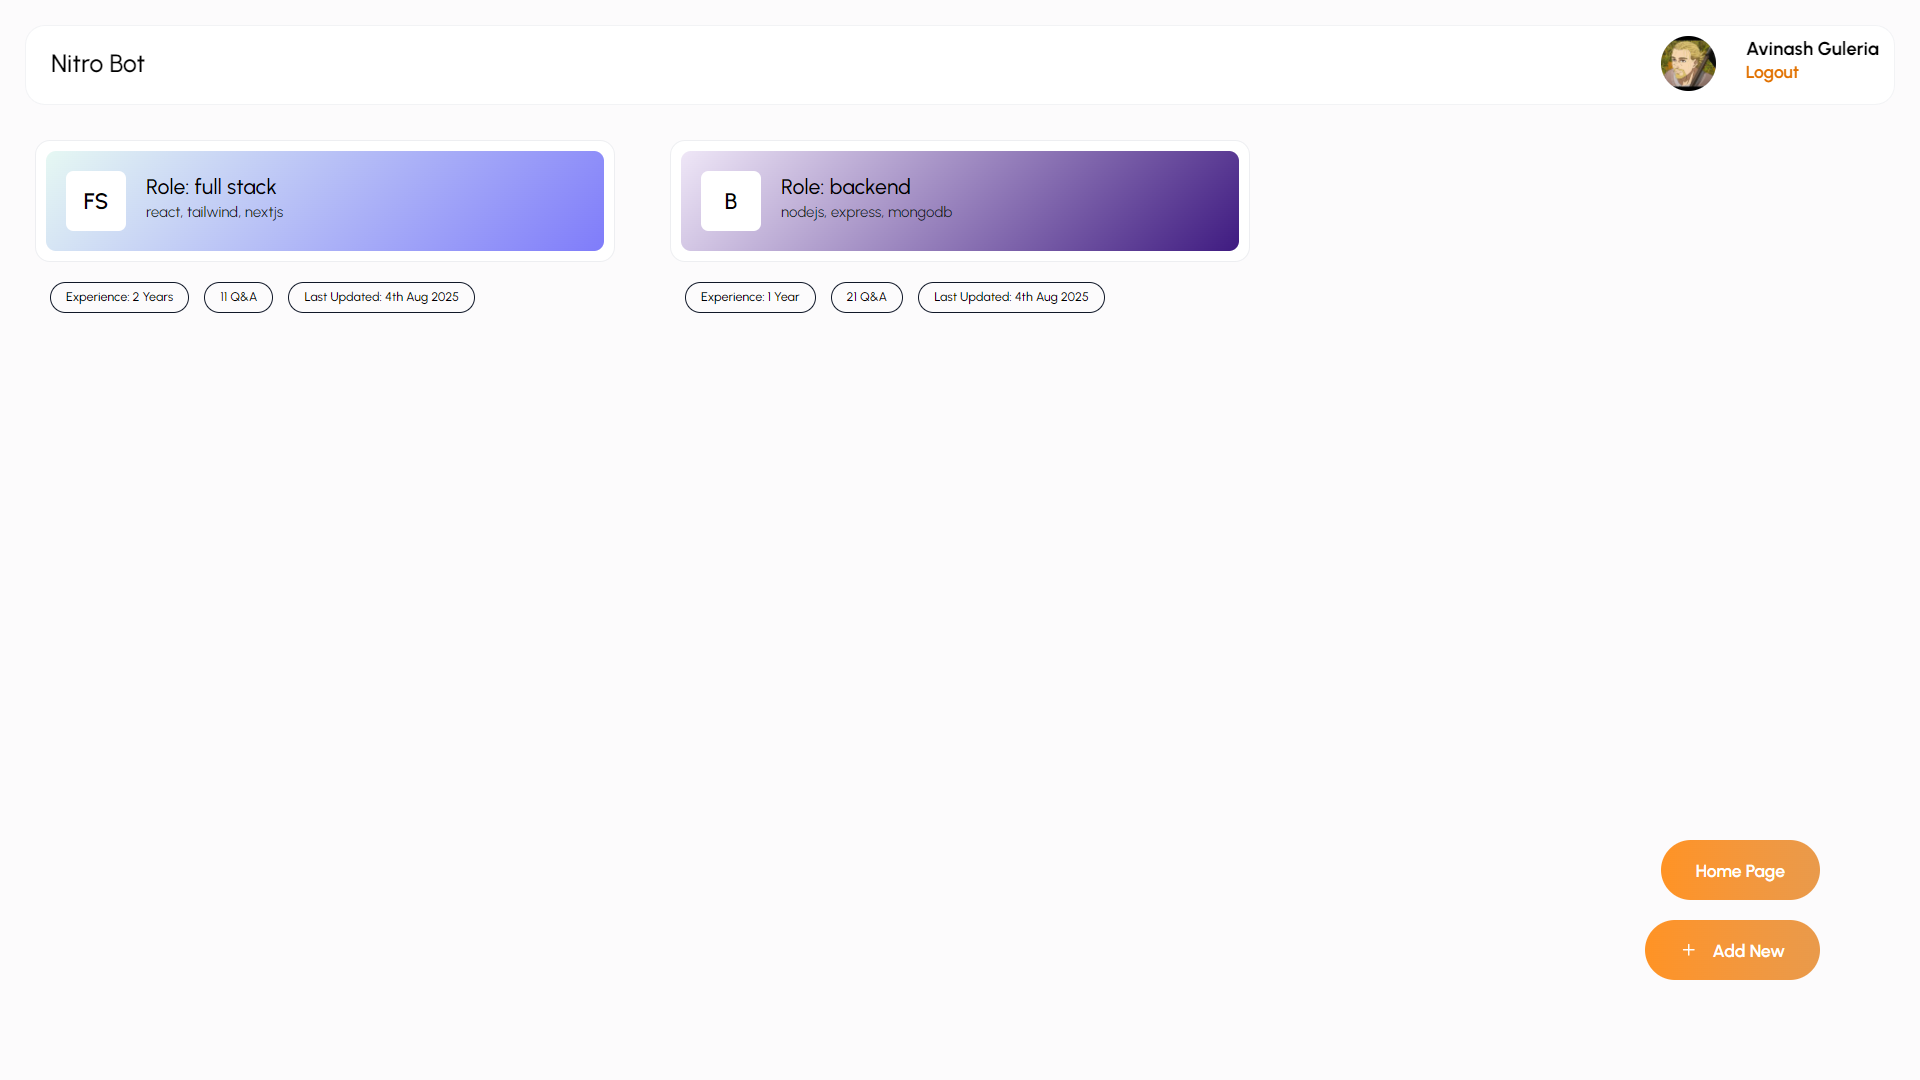 Nitro Bot
Avinash Guleria
Logout
FS
Role: full stack
react, tailwind, nextjs
Experience: 2 Years
11 Q&A
Last Updated: 4th Aug 2025
B
Role: backend
nodejs, express, mongodb
Experience: 1 Year
21 Q&A
Last Updated: 4th Aug 2025
Home Page
+ Add New